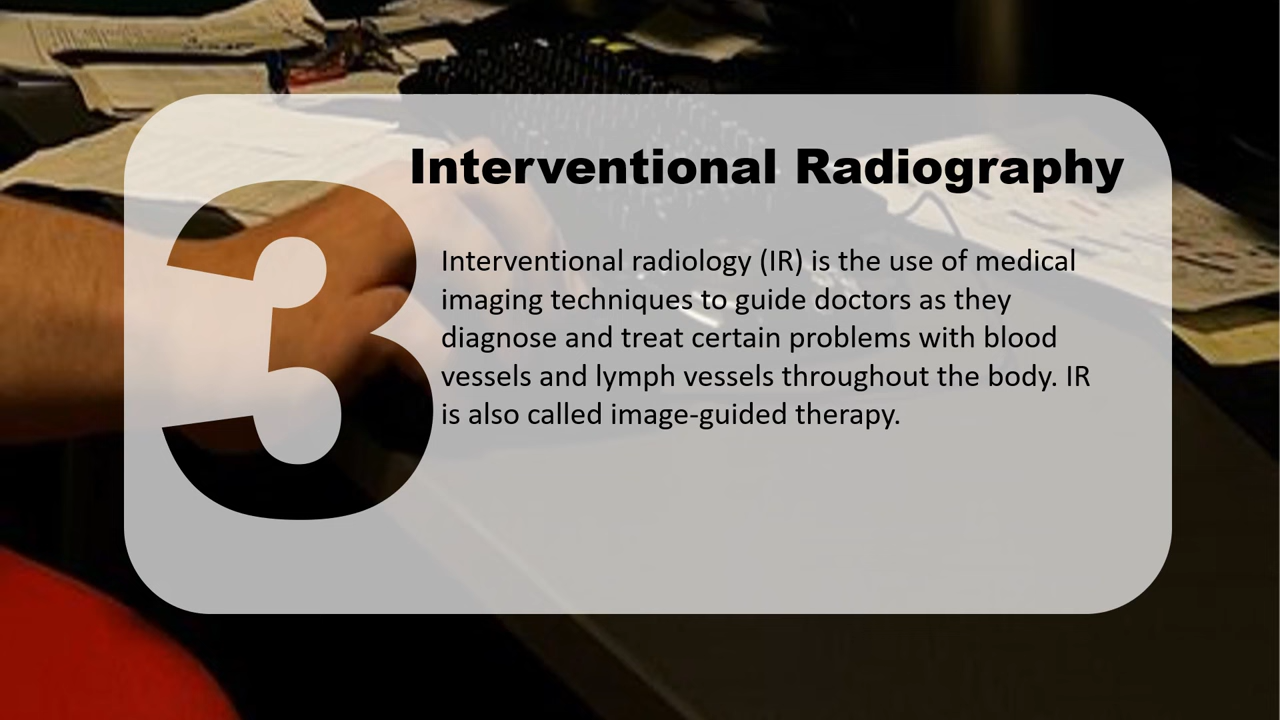 Interventional Radiography
3
Interventional radiology (IR) is the use of medical
imaging techniques to guide doctors as they
diagnose and treat certain problems with blood
vessels and lymph vessels throughout the body. IR
is also called image-guided therapy.